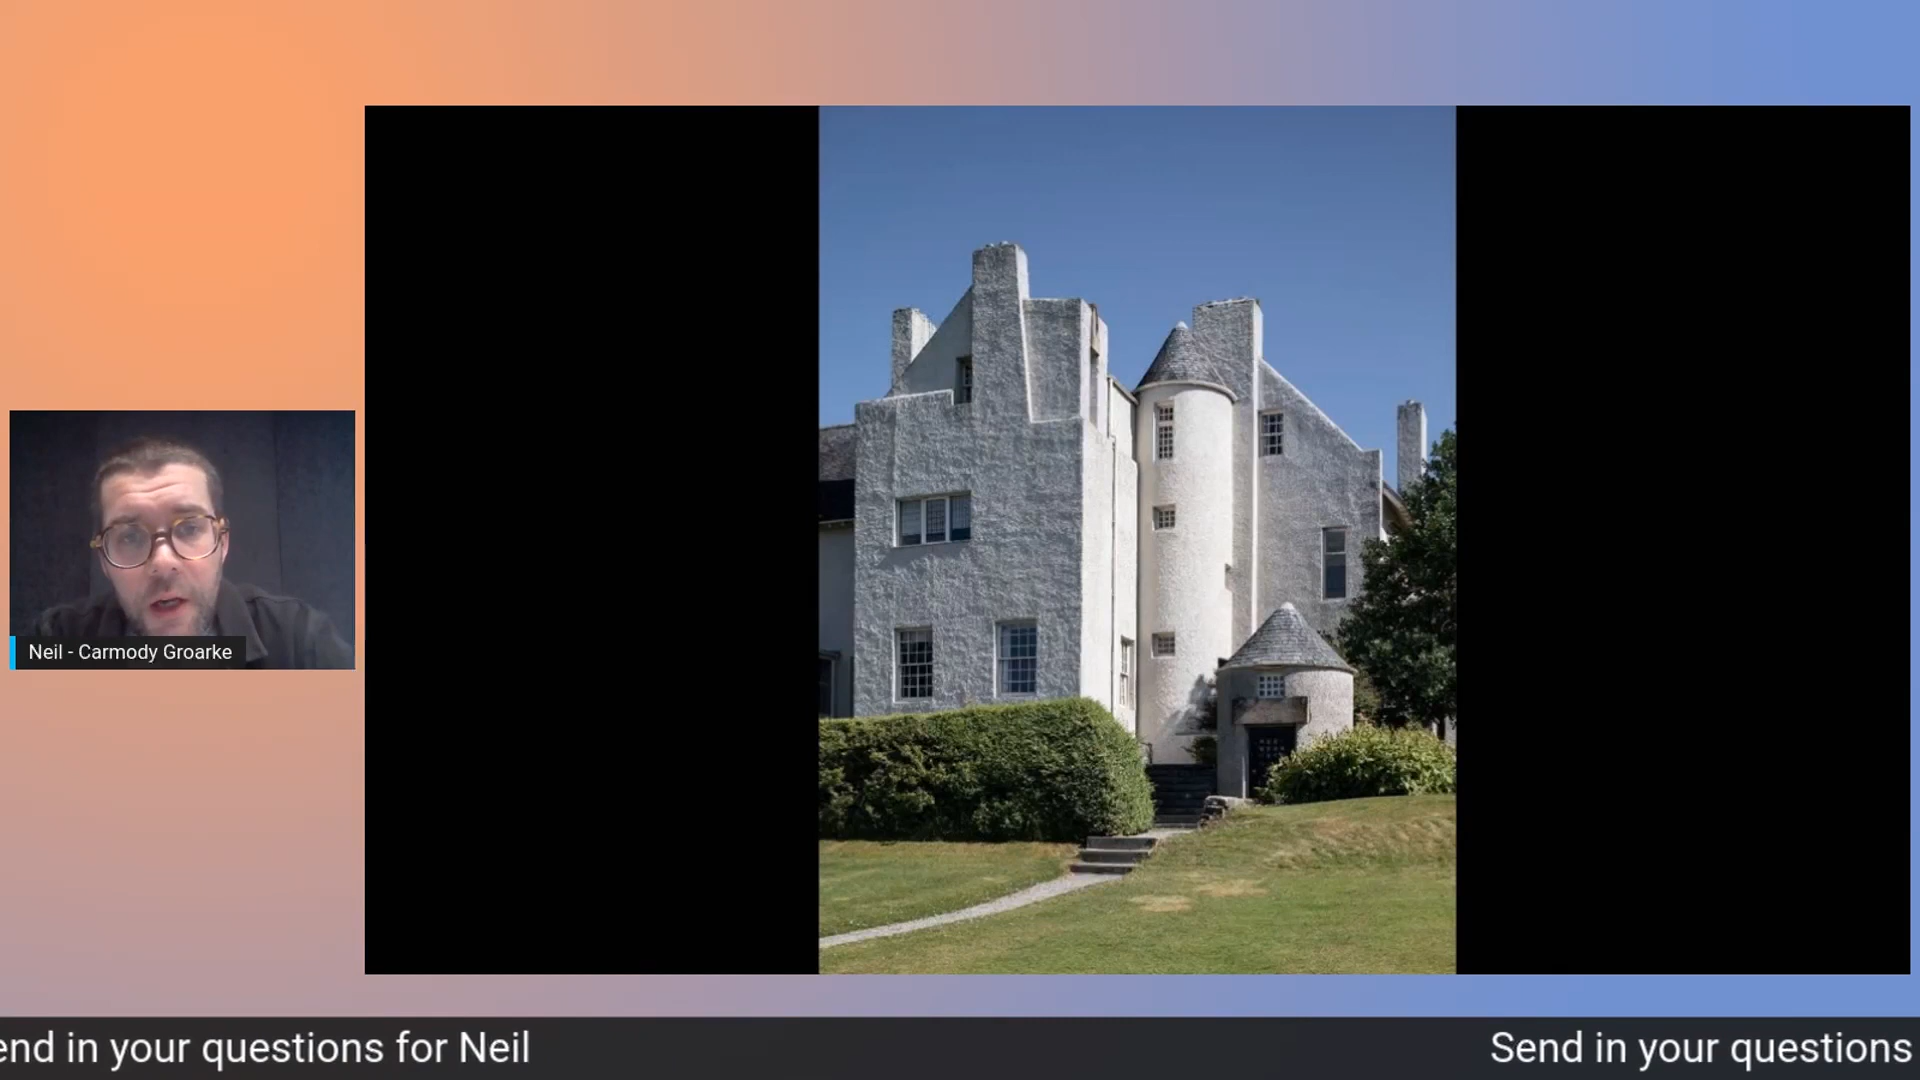 Neil - Carmody Groarke
end in your questions for Neil
Send in your questions